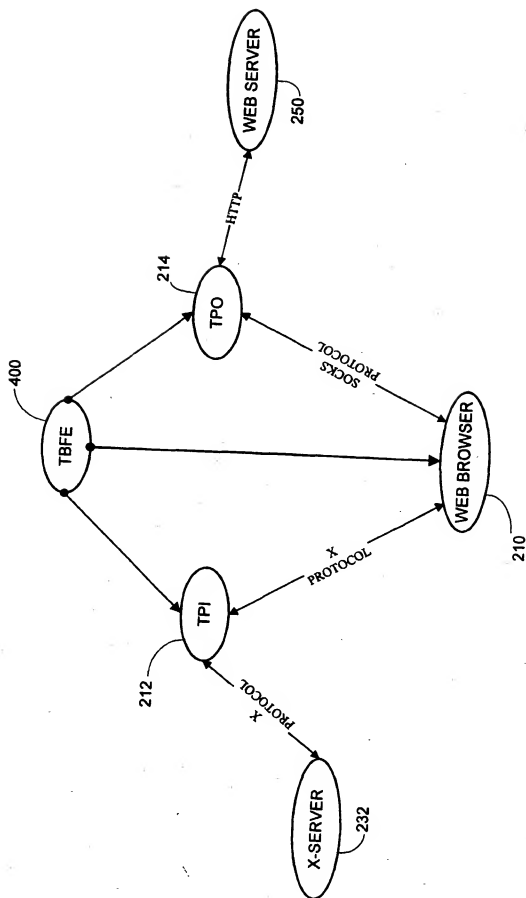 400
TBFE
214
TPO
HTTP
WEB SERVER
250
212
TPI
X
PROTOCOL
X-SERVER
232
X
PROTOCOL
SOCKS
PROTOCOL
WEB BROWSER
210